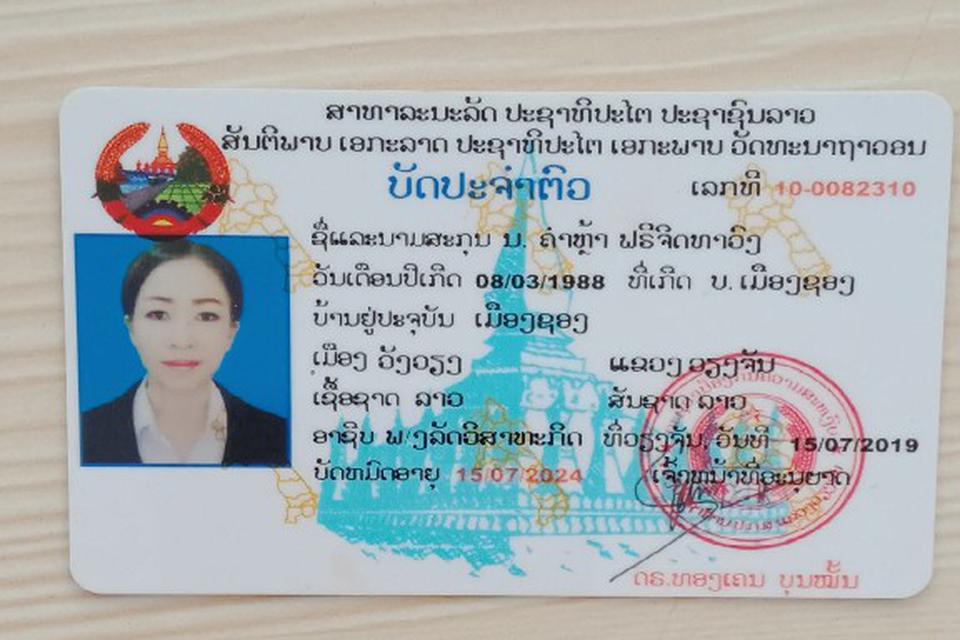 ສາທາລະນະລັດ ປະຊາທິປະໄຕ ປະຊາຊົນລາວ
ສັນຕິພາບ ເອກະລາດ ປະຊາທິປະໄຕ ເອກະພາບ ວັດທະນາຖາວອນ
ບັດປະຈຳຕົວ
ເລກທີ 10-0082310
ຊື່ແລະນາມສະກຸນ ນ. ຄຳຫຼ້າ ຟຣີຈິດທາວົງ
ວັນເດືອນປີເກີດ 08/03/1988 ທີ່ເກີດ ບ. ເມືອງຊອງ
ບ້ານຢູ່ປະຈຸບັນ ເມືອງຊອງ
ເມືອງ ວັງວຽງ ແຂວງ ວຽງຈັນ
ເຊື້ອຊາດ ລາວ ສັນຊາດ ລາວ
ອາຊີບ ພ/ງລັດວິສາຫະກິດ ທີ່ວຽງຈັນ, ວັນທີ 15/07/2019
ບັດຫມົດອາຍຸ 15/07/2024 ເຈົ້າຫນ້າທີ່ອະນຸຍາດ
ດຣ.ທອງເຄນ ບຸນໝັ້ນ